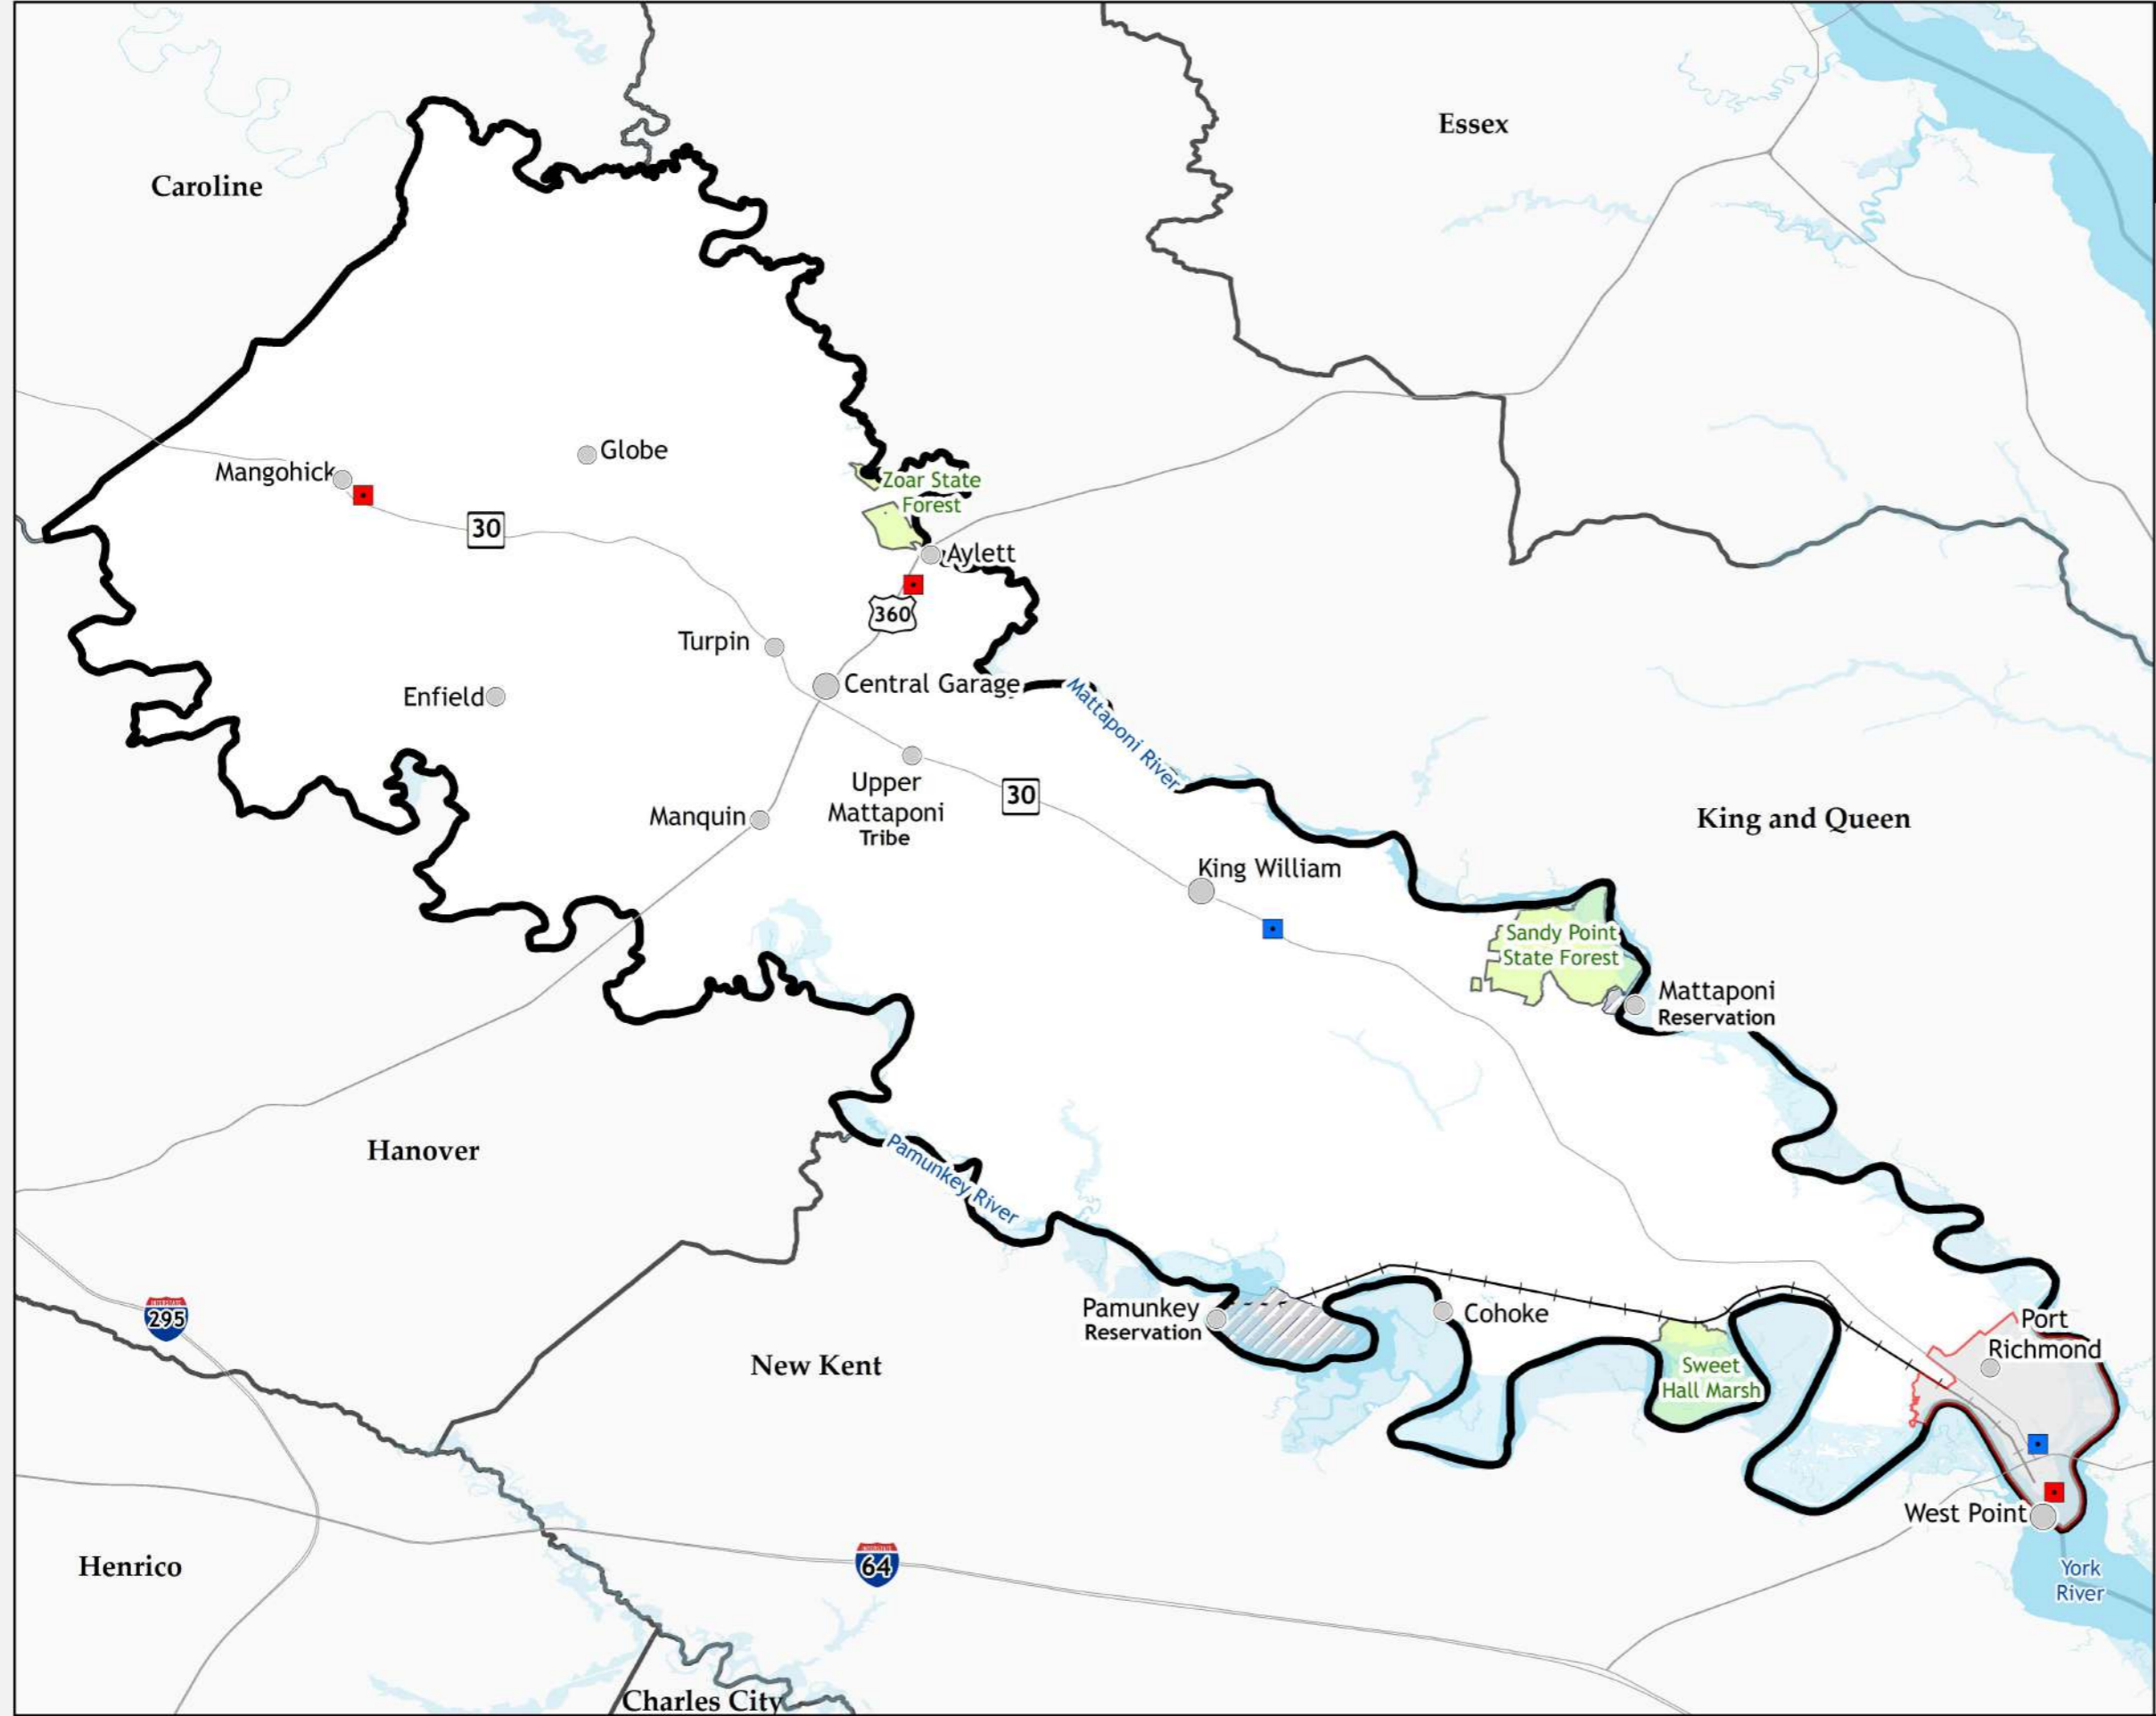 Essex
Caroline
Globe
Mangohick
Zoar State
Forest
30
Aylett
360
Turpin
Central Garage
Enfield
Mattaponi River
Upper
Mattaponi
Tribe
30
Manquin
King and Queen
King William
Sandy Point
State Forest
Mattaponi
Reservation
Hanover
Pamunkey River
295
Pamunkey
Reservation
Cohoke
Port
Richmond
New Kent
Sweet
Hall Marsh
West Point
Henrico
64
York
River
Charles City